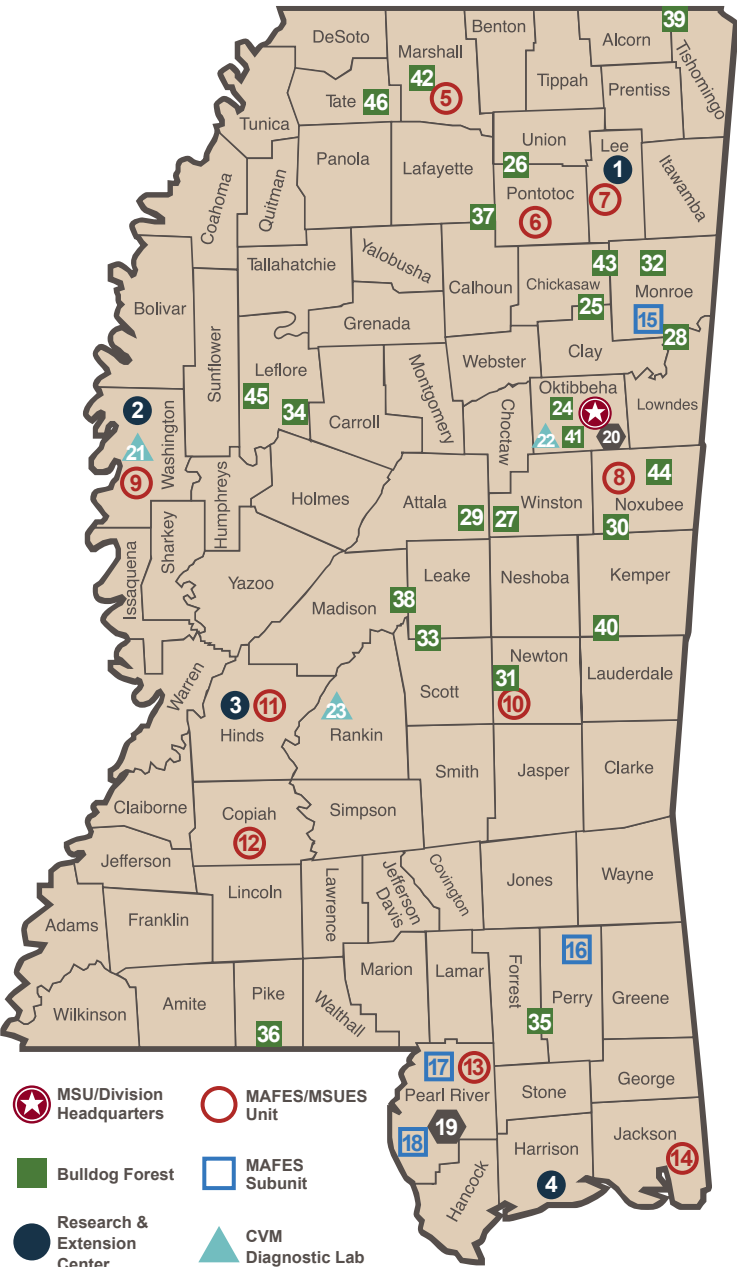 39
DeSoto
Benton
Alcorn
Marshall
Tishomingo
42
Tippah
Prentiss
Tate 46
5
Tunica
Union
Lee
Panola
Lafayette
26
1
Itawamba
Coahoma
Quitman
Pontotoc
7
37
6
Tallahatchie
Yalobusha
43
32
Calhoun
Chickasaw
Monroe
Bolivar
25
15
Grenada
28
Sunflower
Webster
Clay
Leflore
Montgomery
Oktibbeha
45
34
Choctaw
24
Lowndes
2
Washington
Carroll
22
41
20
21
9
Humphreys
Holmes
Attala
8
44
29
27
Winston
Noxubee
30
Issaquena
Sharkey
Yazoo
Leake
Neshoba
Kemper
Madison
38
33
40
Newton
Warren
31
Lauderdale
Scott
10
3
11
23
Hinds
Rankin
Smith
Jasper
Clarke
Claiborne
Copiah
Simpson
12
Jefferson
Lawrence
Jefferson
Davis
Covington
Jones
Wayne
Lincoln
Adams
Franklin
16
Marion
Lamar
Forrest
Pike
Walthall
Perry
Greene
Wilkinson
Amite
36
35
17
13
George
Pearl River
Stone
19
18
Harrison
Jackson
14
Hancock
4
MSU/Division
Headquarters
MAFES/MSUES
Unit
Bulldog Forest
MAFES
Subunit
Research &
Extension
Center
CVM
Diagnostic Lab